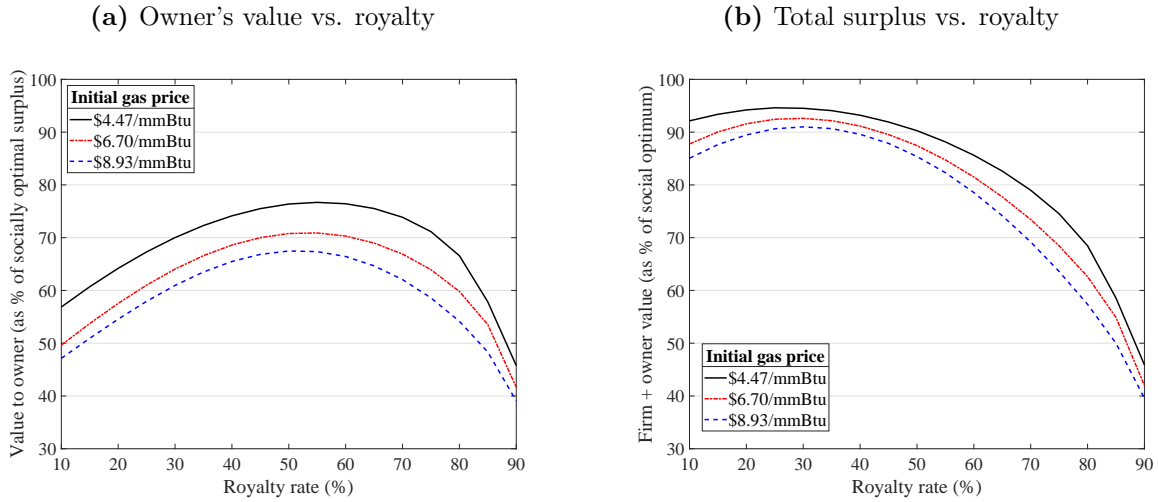 (a) Owner's value vs. royalty
Value to owner (as % of socially optimal surplus)
100
90
80
70
60
50
40
30
Initial gas price
$4.47/mmBtu
$6.70/mmBtu
$8.93/mmBtu
10 20 30 40 50 60 70 80 90
Royalty rate (%)
(b) Total surplus vs. royalty
Firm + owner value (as % of social optimum)
100
90
80
70
60
50
40
30
Initial gas price
$4.47/mmBtu
$6.70/mmBtu
$8.93/mmBtu
10 20 30 40 50 60 70 80 90
Royalty rate (%)